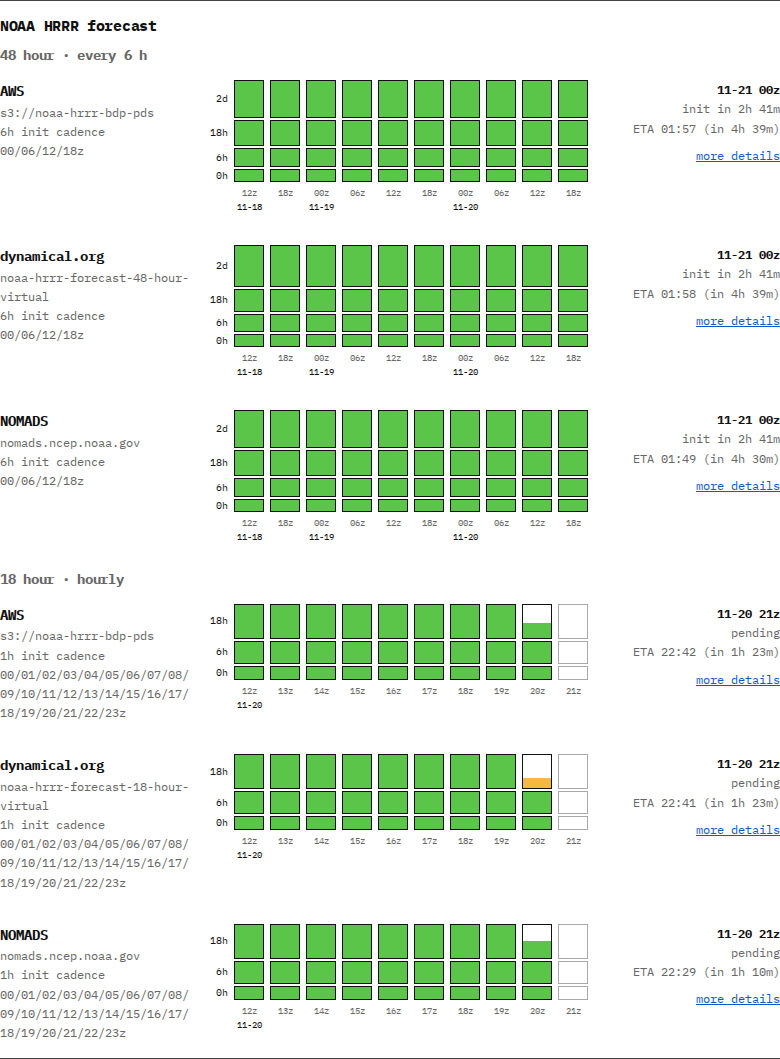 NOAA HRRR forecast
48 hour · every 6 h
AWS
s3://noaa-hrrr-bdp-pds
6h init cadence
00/06/12/18z
2d
18h
6h
0h
12z 18z 00z 06z 12z 18z 00z 06z 12z 18z
11-18 11-19 11-20
11-21 00z
init in 2h 41m
ETA 01:57 (in 4h 39m)
more details
dynamical.org
noaa-hrrr-forecast-48-hour-
virtual
6h init cadence
00/06/12/18z
2d
18h
6h
0h
12z 18z 00z 06z 12z 18z 00z 06z 12z 18z
11-18 11-19 11-20
11-21 00z
init in 2h 41m
ETA 01:58 (in 4h 39m)
more details
NOMADS
nomads.ncep.noaa.gov
6h init cadence
00/06/12/18z
2d
18h
6h
0h
12z 18z 00z 06z 12z 18z 00z 06z 12z 18z
11-18 11-19 11-20
11-21 00z
init in 2h 41m
ETA 01:49 (in 4h 30m)
more details
18 hour · hourly
AWS
s3://noaa-hrrr-bdp-pds
1h init cadence
00/01/02/03/04/05/06/07/08/
09/10/11/12/13/14/15/16/17/
18/19/20/21/22/23z
18h
6h
0h
12z 13z 14z 15z 16z 17z 18z 19z 20z 21z
11-20
11-20 21z
pending
ETA 22:42 (in 1h 23m)
more details
dynamical.org
noaa-hrrr-forecast-18-hour-
virtual
1h init cadence
00/01/02/03/04/05/06/07/08/
09/10/11/12/13/14/15/16/17/
18/19/20/21/22/23z
18h
6h
0h
12z 13z 14z 15z 16z 17z 18z 19z 20z 21z
11-20
11-20 21z
pending
ETA 22:41 (in 1h 23m)
more details
NOMADS
nomads.ncep.noaa.gov
1h init cadence
00/01/02/03/04/05/06/07/08/
09/10/11/12/13/14/15/16/17/
18/19/20/21/22/23z
18h
6h
0h
12z 13z 14z 15z 16z 17z 18z 19z 20z 21z
11-20
11-20 21z
pending
ETA 22:29 (in 1h 10m)
more details